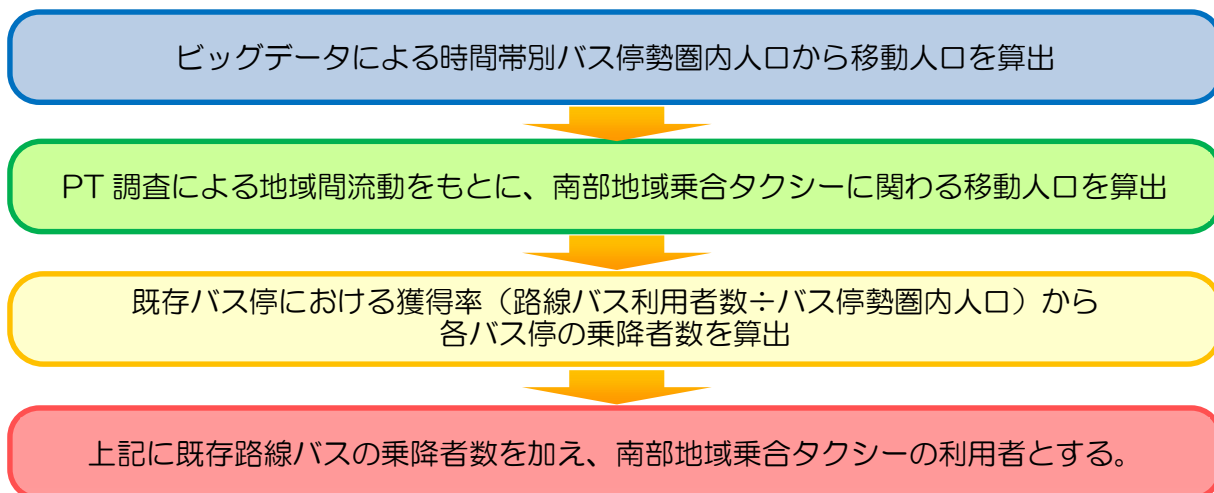 ビッグデータによる時間帯別バス停勢圏内人口から移動人口を算出
PT 調査による地域間流動をもとに、南部地域乗合タクシーに関わる移動人口を算出
既存バス停における獲得率（路線バス利用者数÷バス停勢圏内人口）から
各バス停の乗降者数を算出
上記に既存路線バスの乗降者数を加え、南部地域乗合タクシーの利用者とする。